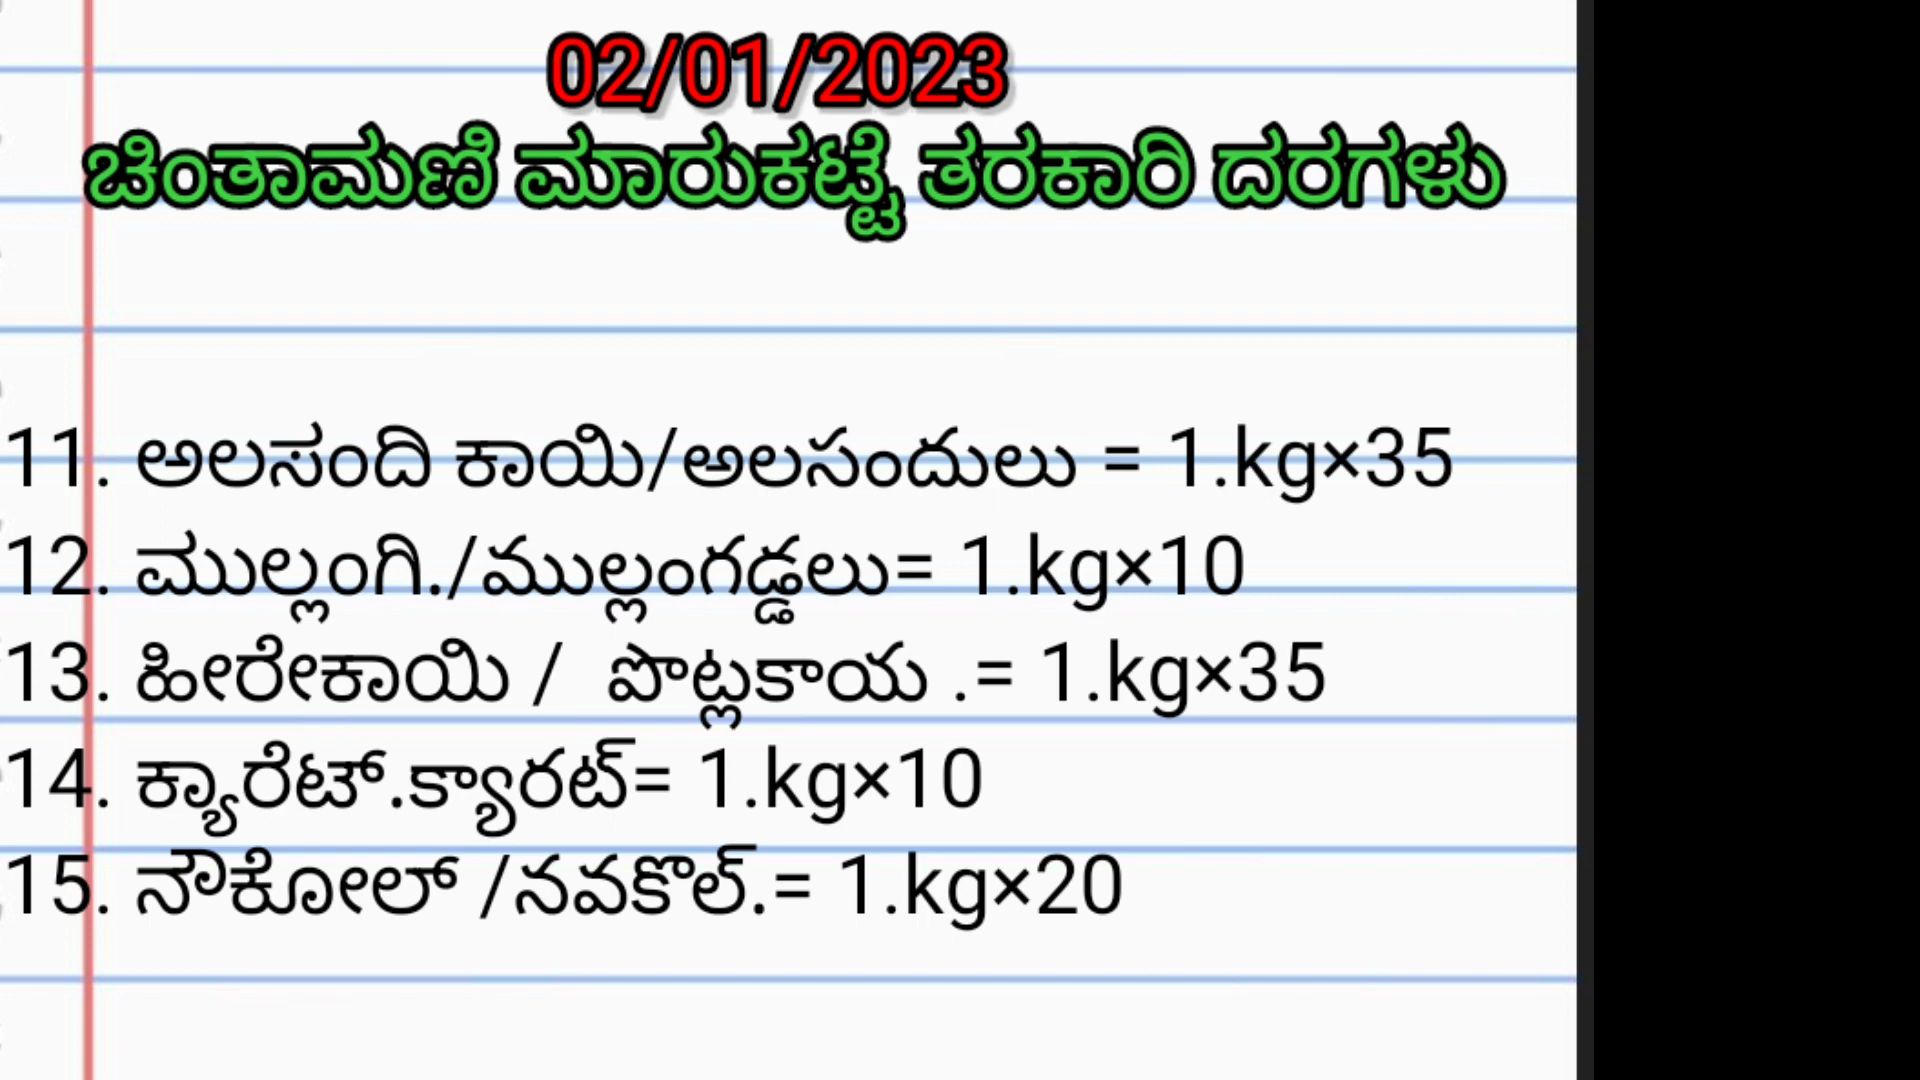 02/01/2023
ಚಿಂತಾಮಣಿ ಮಾರುಕಟ್ಟೆ ತರಕಾರಿ ದರಗಳು
11. ಅಲಸಂದಿ ಕಾಯಿ/అలసందులు = 1.kg×35
12. ಮುಲ್ಲಂಗಿ./ముల్లంగడ్డలు= 1.kg×10
13. ಹೀರೇಕಾಯಿ / పొట్లకాయ .= 1.kg×35
14. ಕ್ಯಾರೆಟ್.క్యారట్= 1.kg×10
15. ನೌಕೋಲ್ /నవకొల్.= 1.kg×20